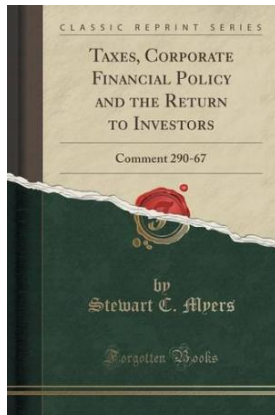 CLASSIC REPRINT SERIES
TAXES, CORPORATE
FINANCIAL POLICY
AND THE RETURN
TO INVESTORS
Comment 290-67
by
Stewart C. Myers
Forgotten Books